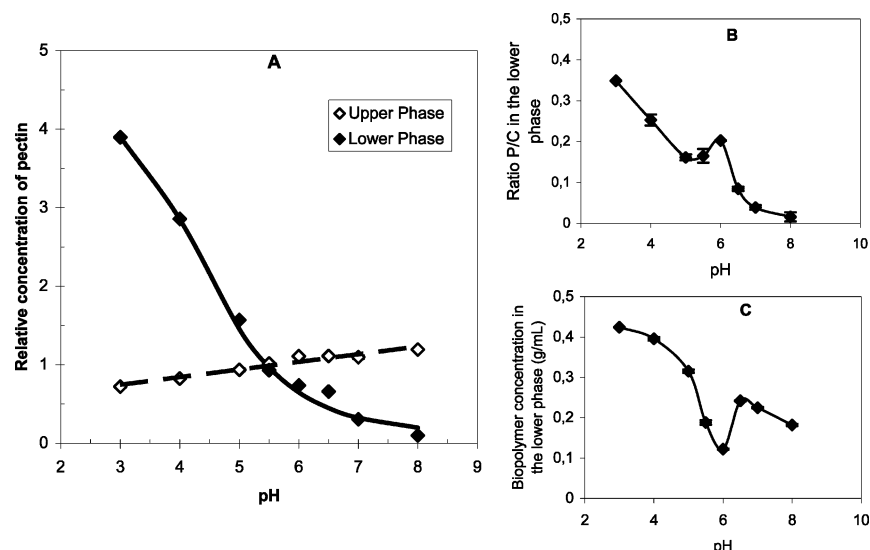 A
Relative concentration of pectin
5
4
3
2
1
0
2 3 4 5 6 7 8 9
pH
Upper Phase
Lower Phase
B
Ratio P/C in the lower
phase
0,5
0,4
0,3
0,2
0,1
0
2 4 6 8 10
pH
C
Biopolymer concentration in
the lower phase (g/mL)
0,5
0,4
0,3
0,2
0,1
0
2 4 6 8 10
pH